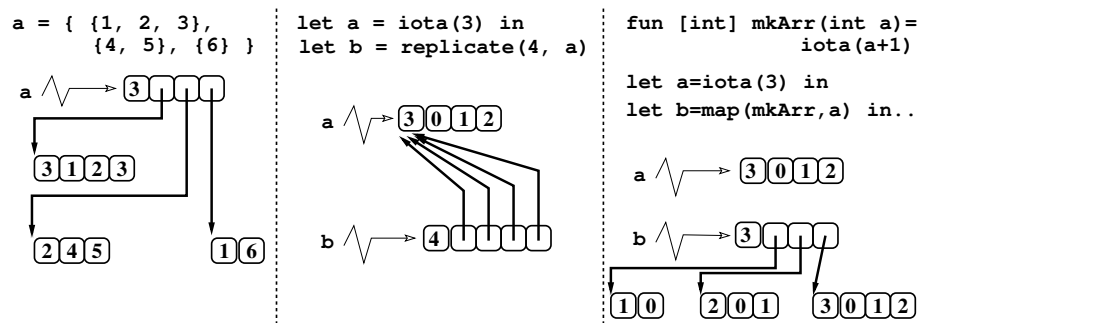 a = { {1, 2, 3},
{4, 5}, {6} }
a 3
3 1 2 3
2 4 5 1 6
let a = iota(3) in
let b = replicate(4, a)
a 3 0 1 2
b 4
fun [int] mkArr(int a)=
iota(a+1)
let a=iota(3) in
let b=map(mkArr,a) in..
a 3 0 1 2
b 3
1 0 2 0 1 3 0 1 2